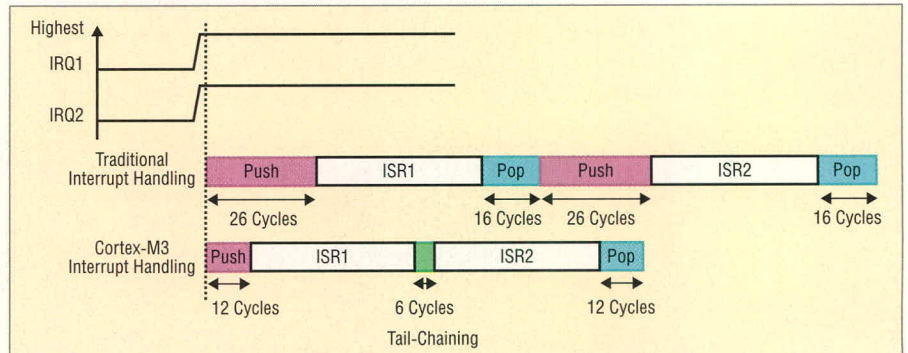 Highest
IRQ1
IRQ2
Traditional
Interrupt Handling
Push ISR1 Pop Push ISR2 Pop
26 Cycles 16 Cycles 26 Cycles 16 Cycles
Cortex-M3
Interrupt Handling
Push ISR1 ISR2 Pop
12 Cycles 6 Cycles 12 Cycles
Tail-Chaining